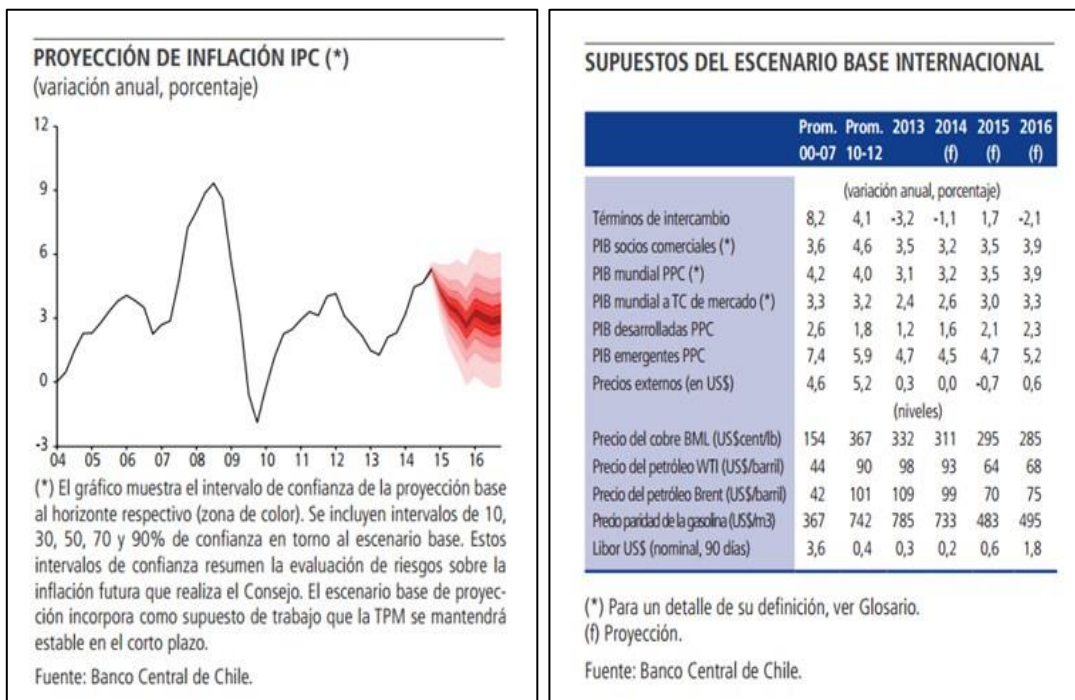 PROYECCIÓN DE INFLACIÓN IPC (*)
(variación anual, porcentaje)
12
9
6
3
0
-3
04 05 06 07 08 09 10 11 12 13 14 15 16
(*) El gráfico muestra el intervalo de confianza de la proyección base
al horizonte respectivo (zona de color). Se incluyen intervalos de 10,
30, 50, 70 y 90% de confianza en torno al escenario base. Estos
intervalos de confianza resumen la evaluación de riesgos sobre la
inflación futura que realiza el Consejo. El escenario base de proyec-
ción incorpora como supuesto de trabajo que la TPM se mantendrá
estable en el corto plazo.
Fuente: Banco Central de Chile.
SUPUESTOS DEL ESCENARIO BASE INTERNACIONAL
Prom. Prom. 2013 2014 2015 2016
00-07 10-12 (f) (f) (f)
(variación anual, porcentaje)
Términos de intercambio 8,2 4,1 -3,2 -1,1 1,7 -2,1
PIB socios comerciales (*) 3,6 4,6 3,5 3,2 3,5 3,9
PIB mundial PPC (*) 4,2 4,0 3,1 3,2 3,5 3,9
PIB mundial a TC de mercado (*) 3,3 3,2 2,4 2,6 3,0 3,3
PIB desarrolladas PPC 2,6 1,8 1,2 1,6 2,1 2,3
PIB emergentes PPC 7,4 5,9 4,7 4,5 4,7 5,2
Precios externos (en US$) 4,6 5,2 0,3 0,0 -0,7 0,6
(niveles)
Precio del cobre BML (US$cent/lb) 154 367 332 311 295 285
Precio del petróleo WTI (US$/barril) 44 90 98 93 64 68
Precio del petróleo Brent (US$/barril) 42 101 109 99 70 75
Precio paridad de la gasolina (US$/m3) 367 742 785 733 483 495
Libor US$ (nominal, 90 días) 3,6 0,4 0,3 0,2 0,6 1,8
(*) Para un detalle de su definición, ver Glosario.
(f) Proyección.
Fuente: Banco Central de Chile.